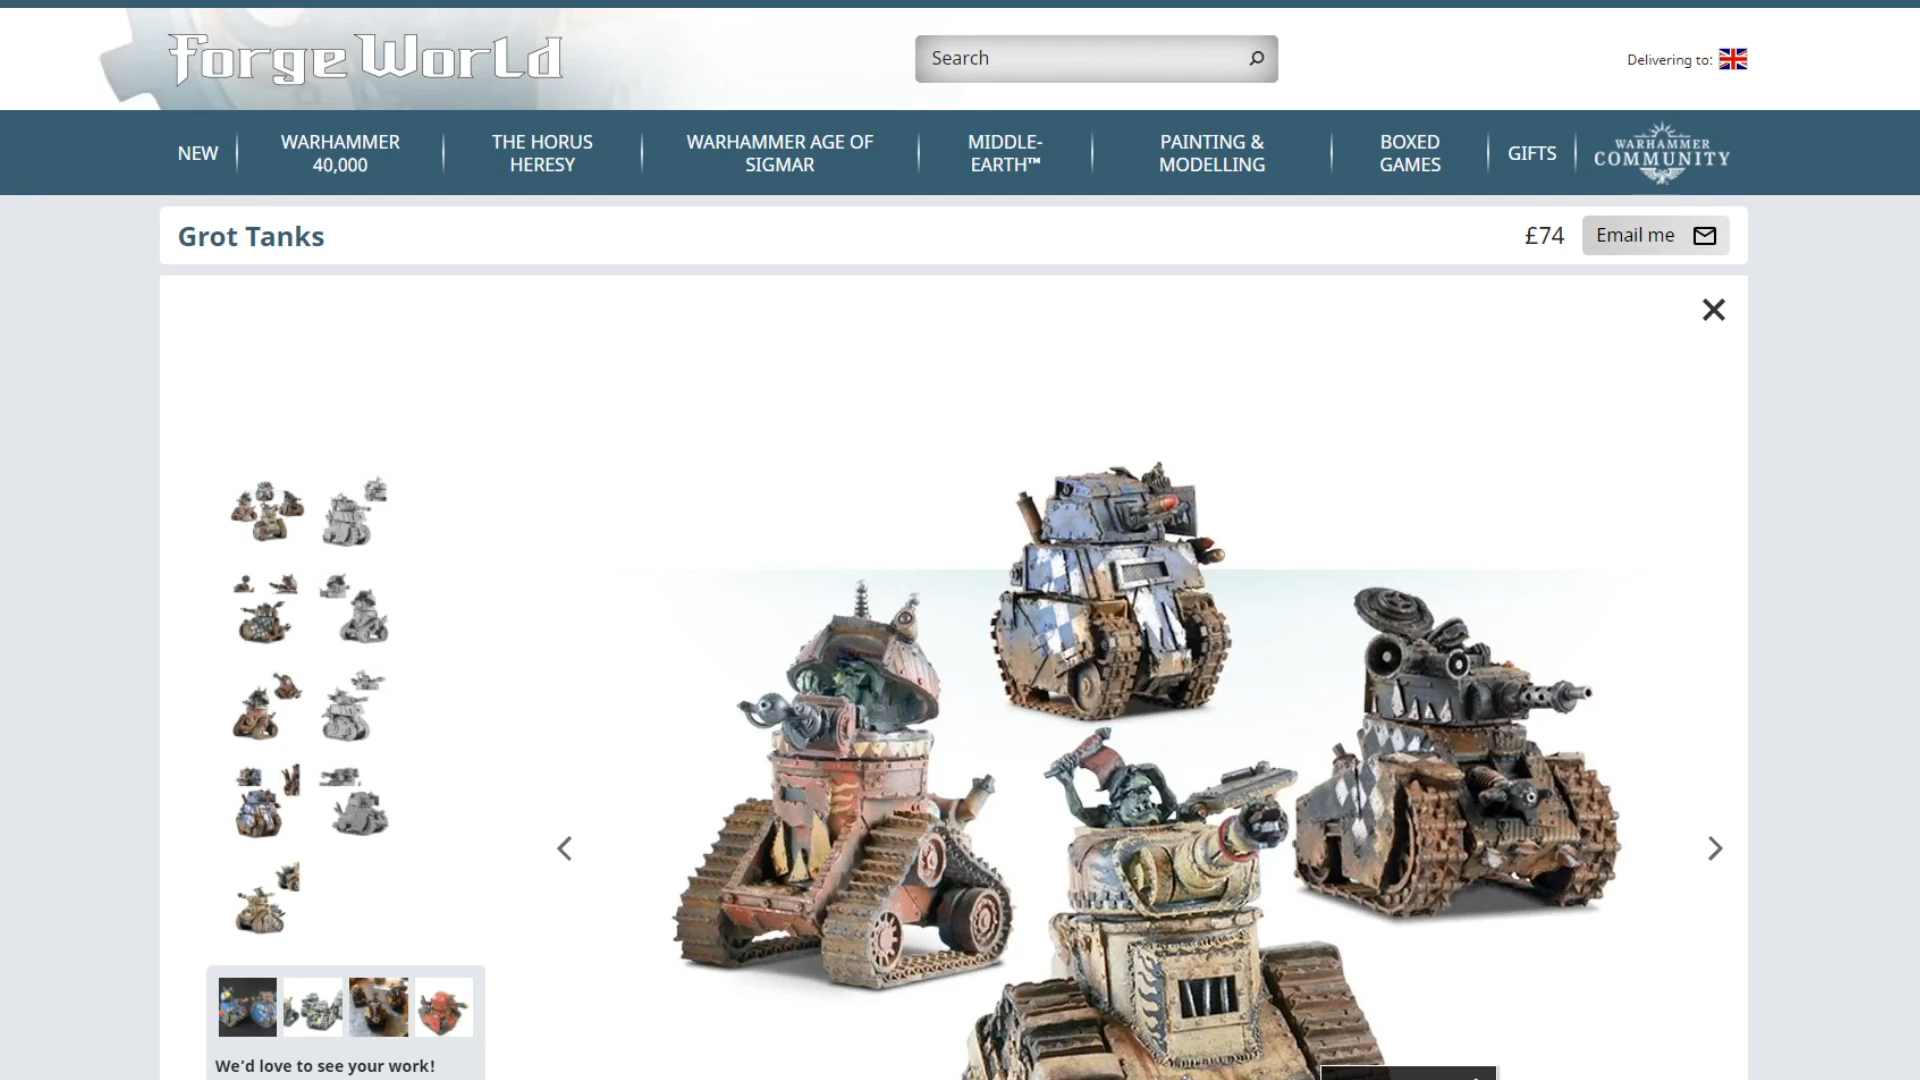 Forge World
Search
Delivering to:
NEW
WARHAMMER
40,000
THE HORUS
HERESY
WARHAMMER AGE OF
SIGMAR
MIDDLE-
EARTH™
PAINTING &
MODELLING
BOXED
GAMES
GIFTS
WARHAMMER
COMMUNITY
Grot Tanks
£74
Email me
We'd love to see your work!